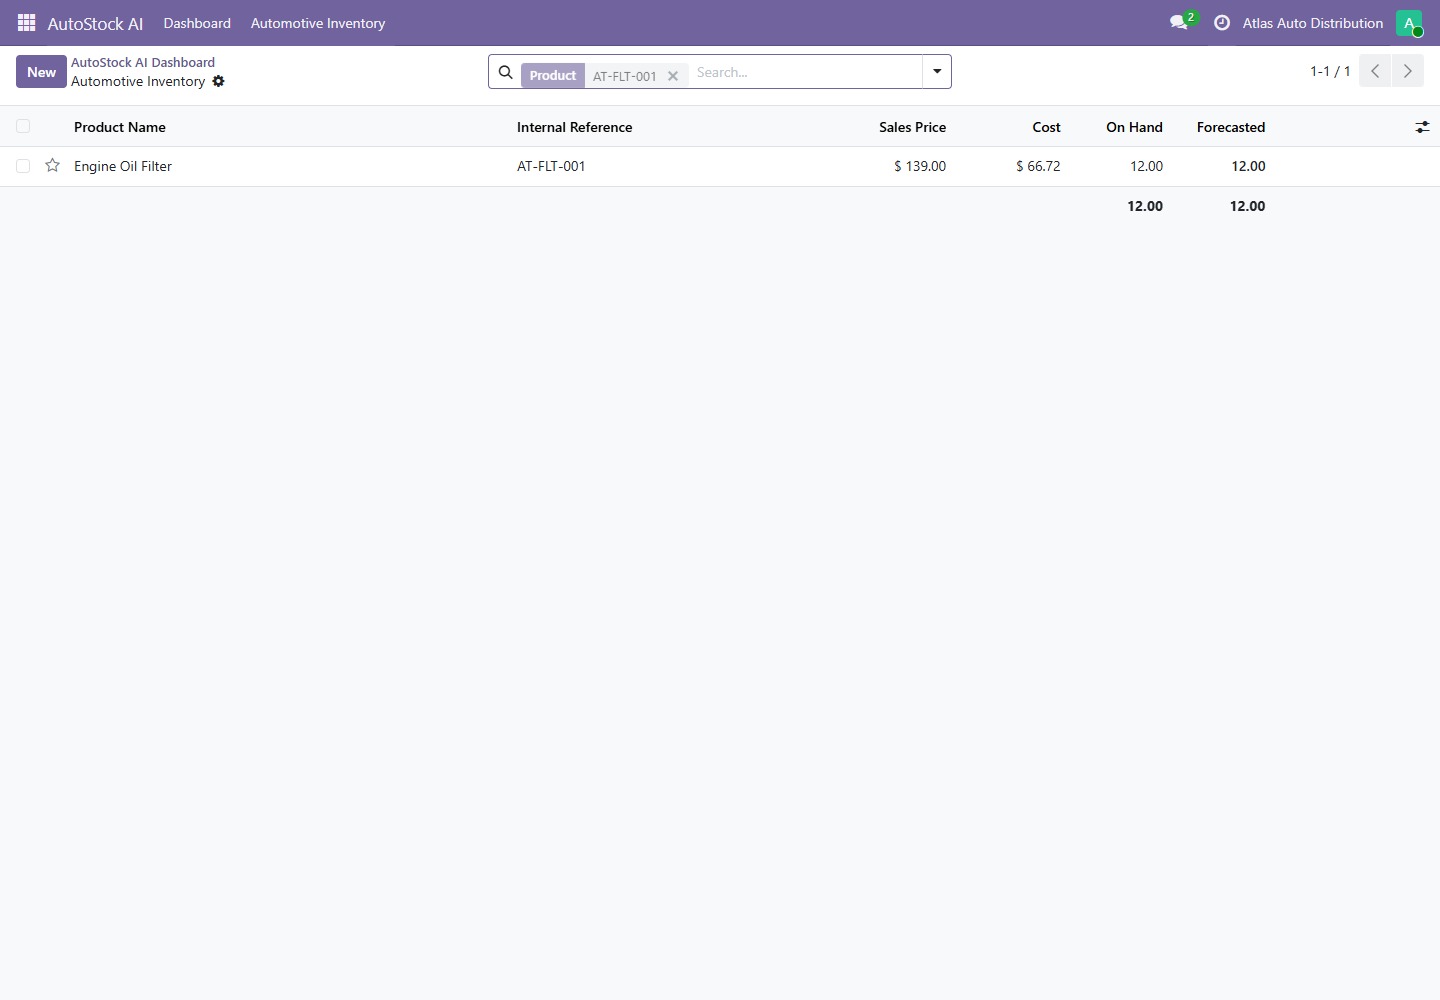 AutoStock AI Dashboard Automotive Inventory 2 Atlas Auto Distribution A
New AutoStock AI Dashboard
Automotive Inventory
Product AT-FLT-001 Search... 1-1 / 1
Product Name Internal Reference Sales Price Cost On Hand Forecasted
Engine Oil Filter AT-FLT-001 $ 139.00 $ 66.72 12.00 12.00
12.00 12.00